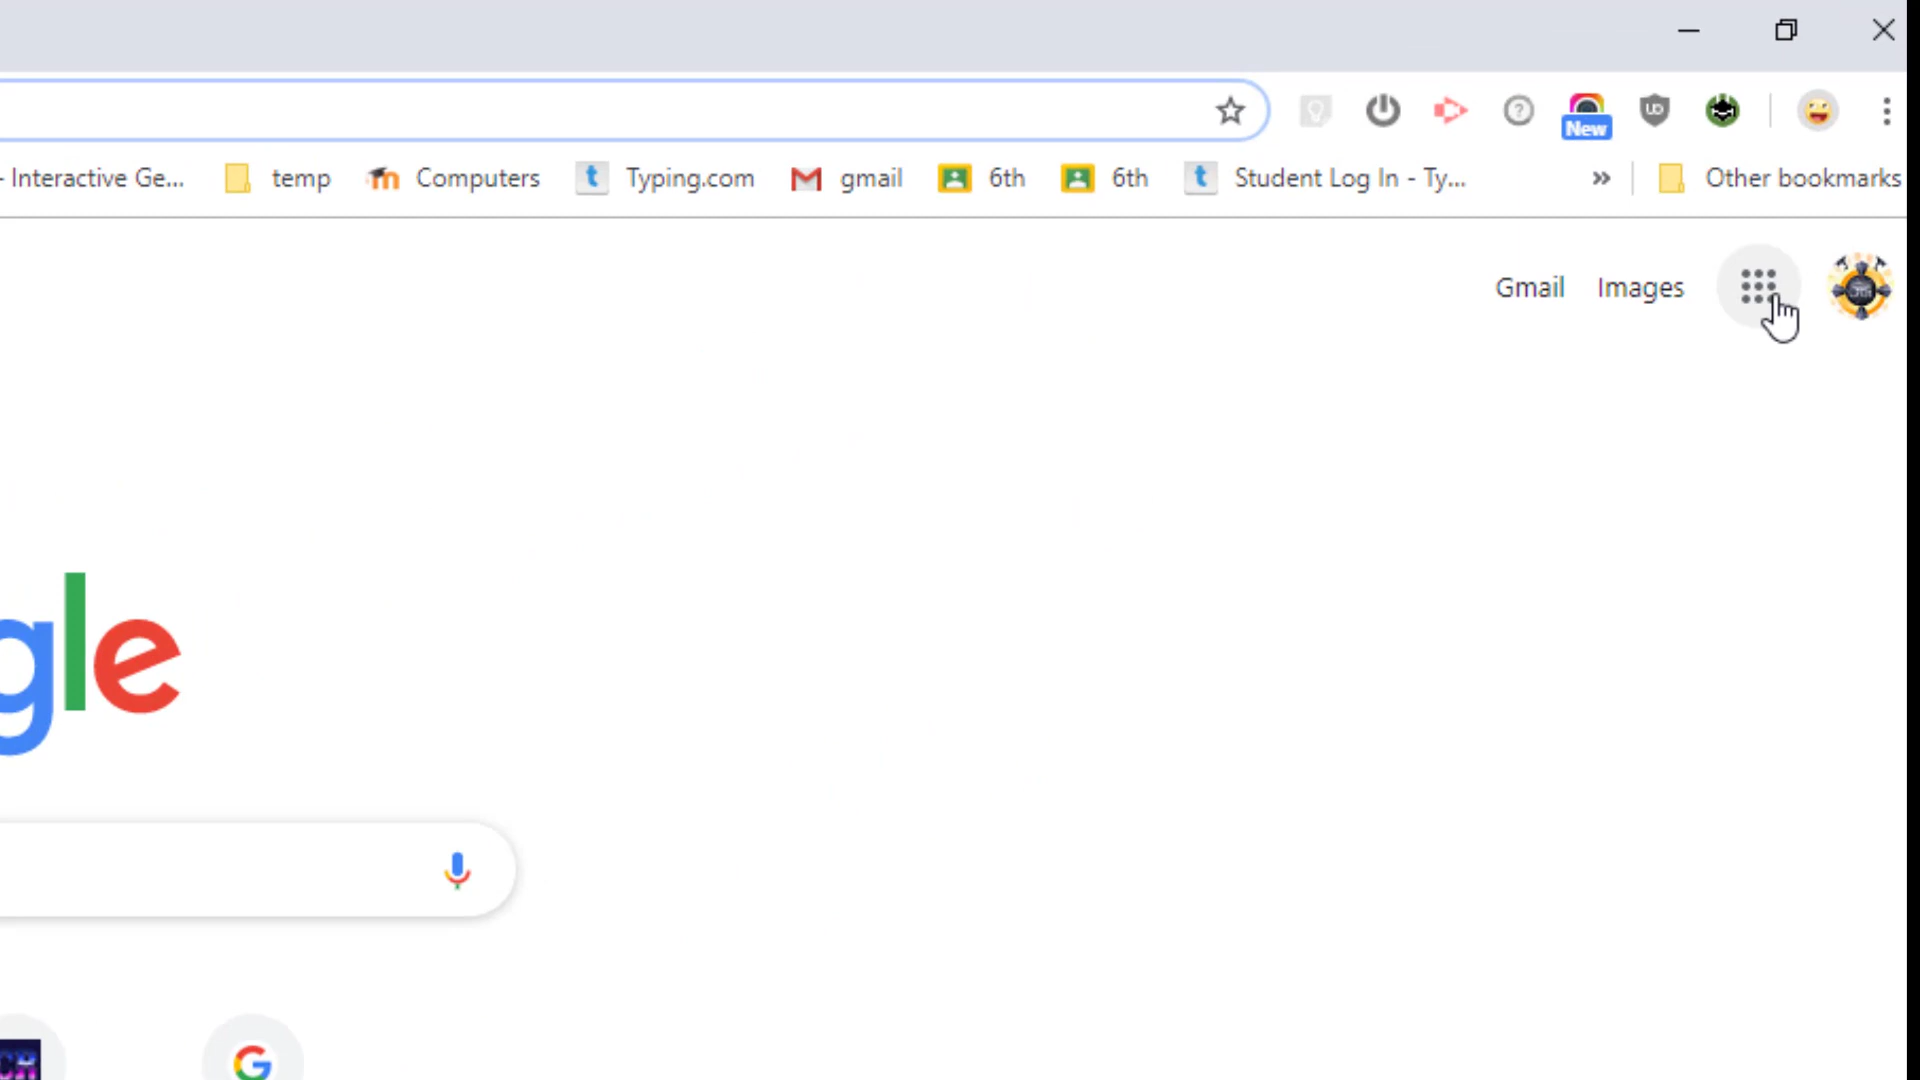 New
- Interactive Ge... temp Computers Typing.com gmail 6th 6th Student Log In - Ty... » Other bookmarks
Gmail Images
gle